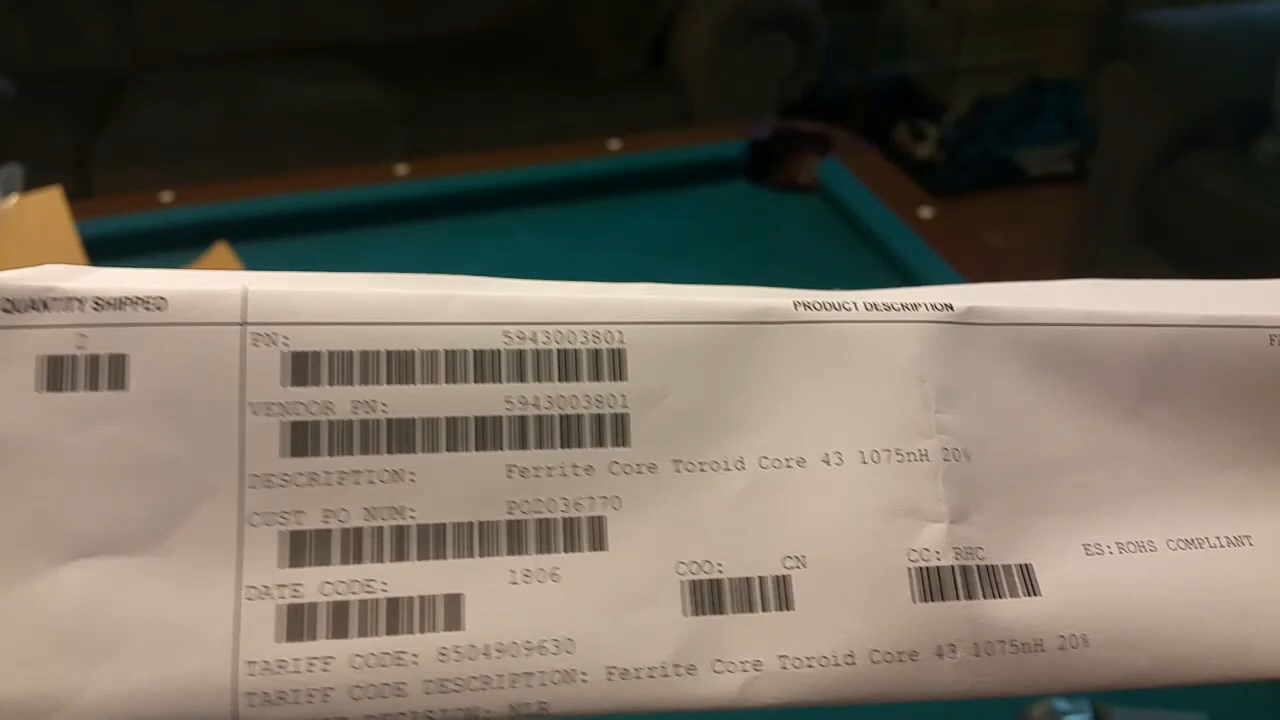 QUANTITY SHIPPED
PRODUCT DESCRIPTION
2
PN: 5943003801
VENDOR PN: 5943003801
DESCRIPTION: Ferrite Core Toroid Core 43 1075nH 20%
CUST PO NUM: PO2036770
DATE CODE: 1806
COO: CN
CC: RHC
ES:ROHS COMPLIANT
TARIFF CODE: 8504909630
TARIFF CODE DESCRIPTION: Ferrite Core Toroid Core 43 1075nH 20%
DECISION: NLR